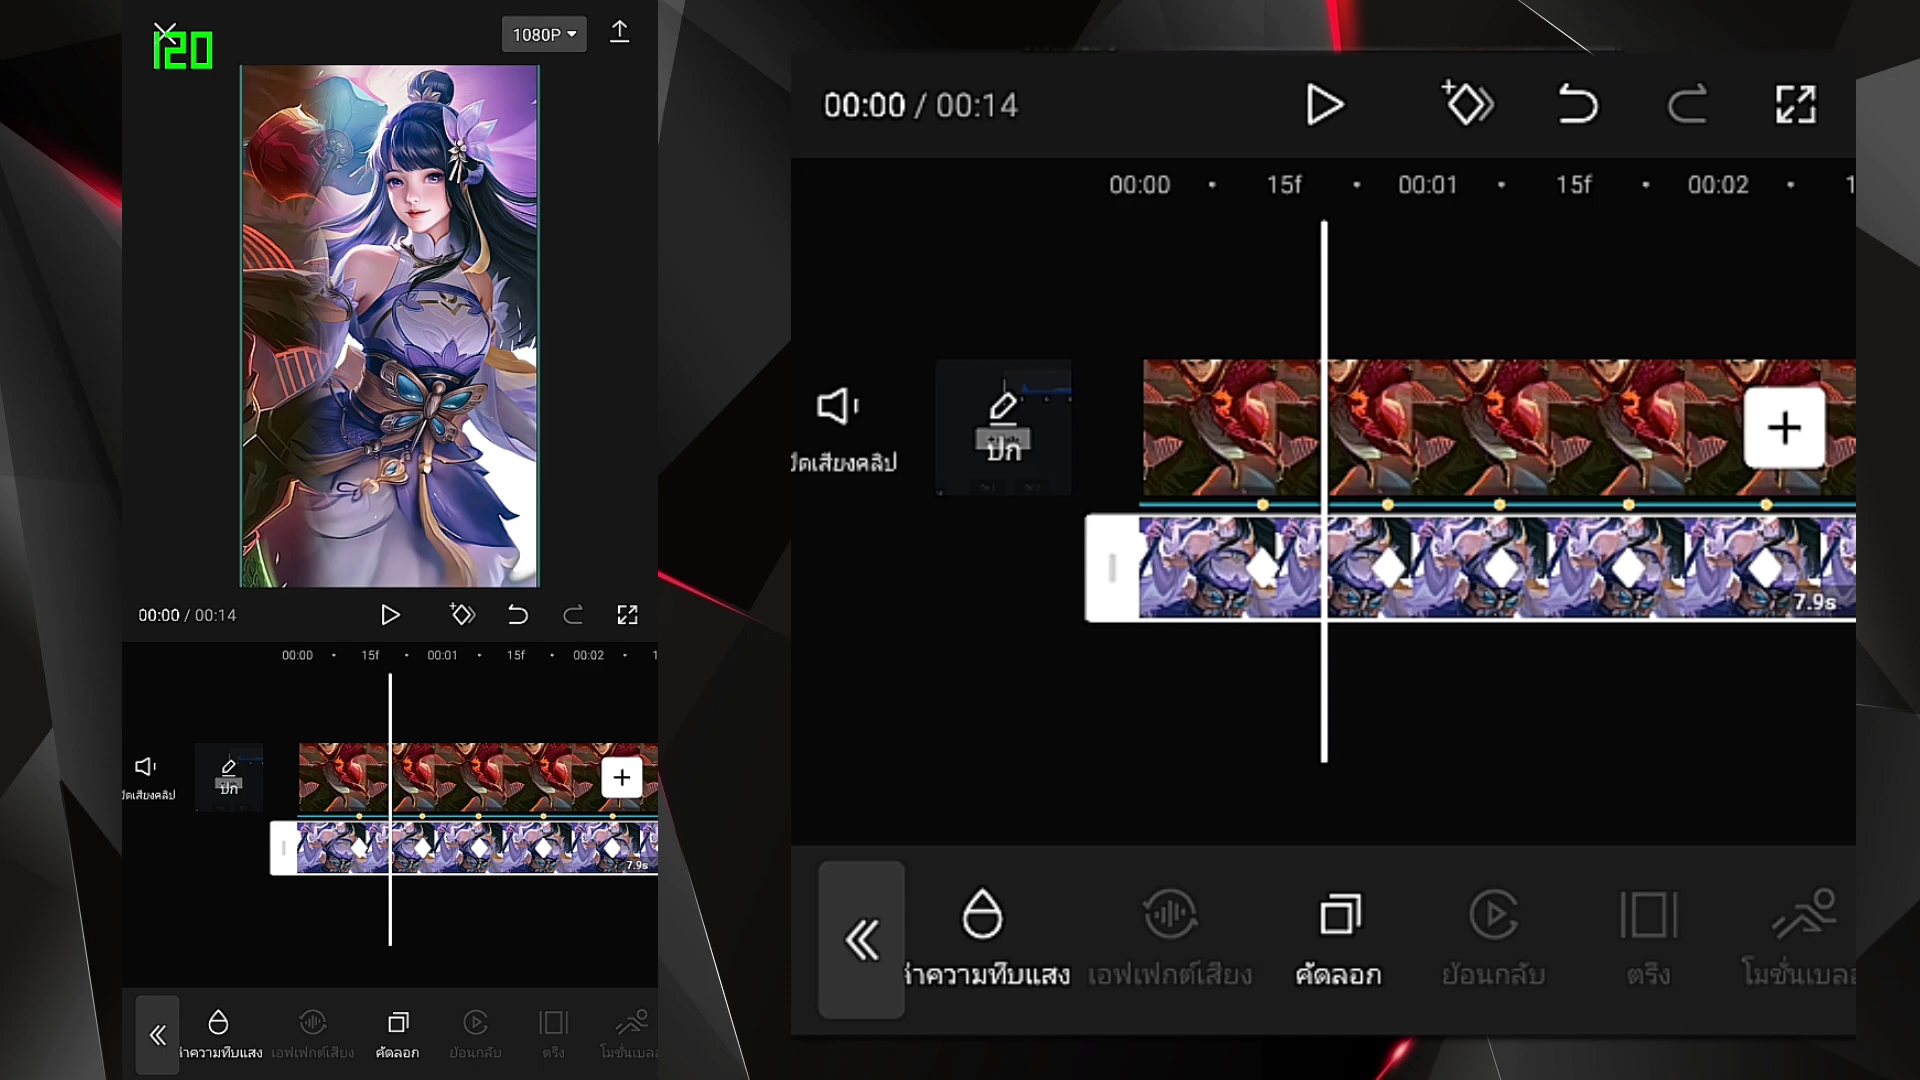 120
1080P
00:00 / 00:14
00:00 15f 00:01 15f 00:02 1
ปิดเสียงคลิป
ปก
7.9s
ค่าความทึบแสง เอฟเฟกต์เสียง คัดลอก ย้อนกลับ ตรึง โมชั่นเบลอ
00:00 / 00:14
00:00 15f 00:01 15f 00:02 1
ปิดเสียงคลิป
ปก
7.9s
ค่าความทึบแสง เอฟเฟกต์เสียง คัดลอก ย้อนกลับ ตรึง โมชั่นเบลอ